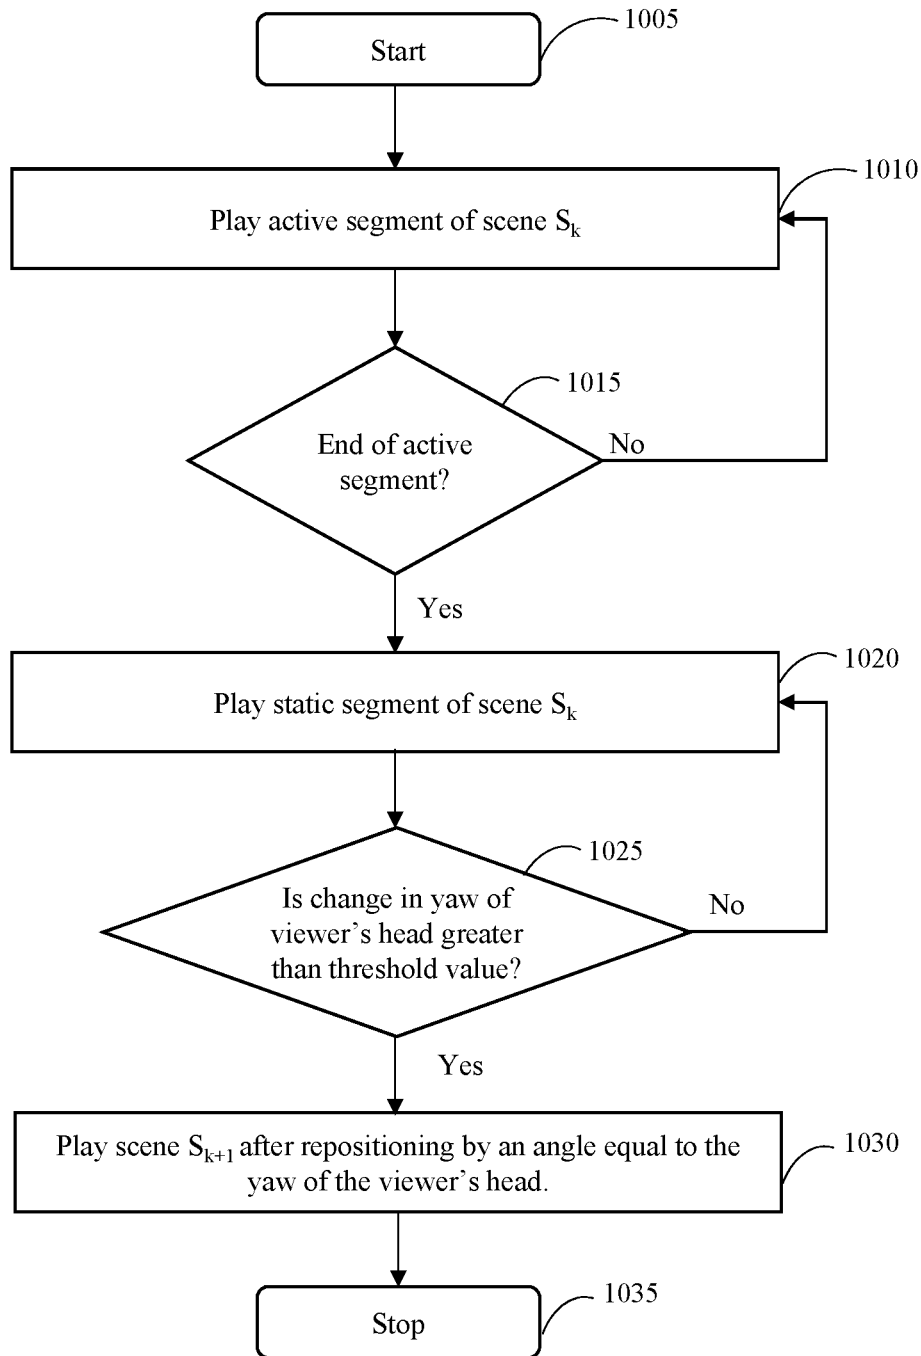 1005
Start
1010
Play active segment of scene Sk
1015
End of active
segment?
No
Yes
1020
Play static segment of scene Sk
1025
Is change in yaw of
viewer’s head greater
than threshold value?
No
Yes
Play scene Sk+1 after repositioning by an angle equal to the
yaw of the viewer’s head.
1030
1035
Stop